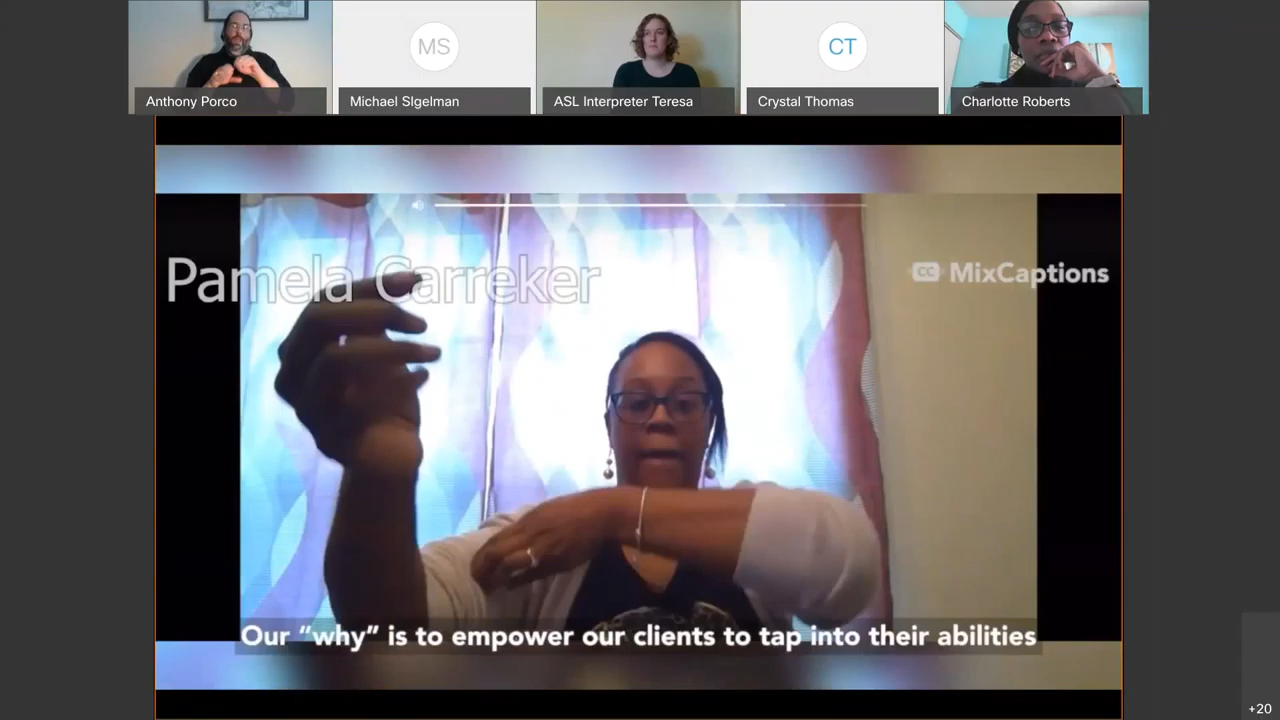 MS
CT
Anthony Porco
Michael SIgelman
ASL Interpreter Teresa
Crystal Thomas
Charlotte Roberts
Pamela Carreker
CC MixCaptions
Our “why” is to empower our clients to tap into their abilities
+20